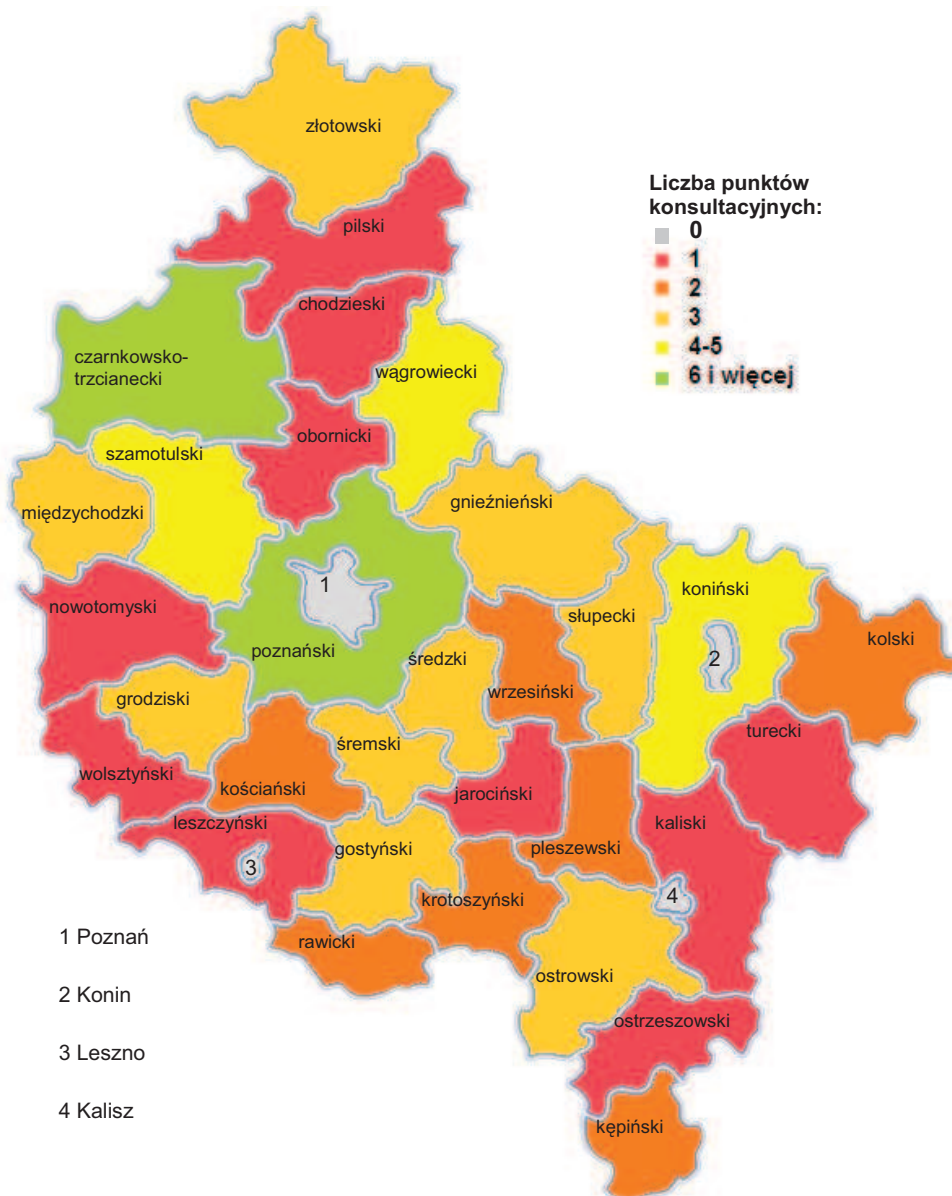 złotowski
Liczba punktów
konsultacyjnych:
0
1
2
3
4-5
6 i więcej
pilski
chodzieski
czarnkowsko-
trzcianecki
wągrowiecki
obornicki
szamotulski
gnieźnieński
międzychodzki
1
koniński
nowotomyski
słupecki
kolski
poznański
średzki
2
wrzesiński
grodziski
turecki
śremski
wolsztyński
kościański
jarociński
leszczyński
kaliski
gostyński
pleszewski
3
4
krotoszyński
rawicki
1 Poznań
ostrowski
2 Konin
ostrzeszowski
3 Leszno
4 Kalisz
kępiński